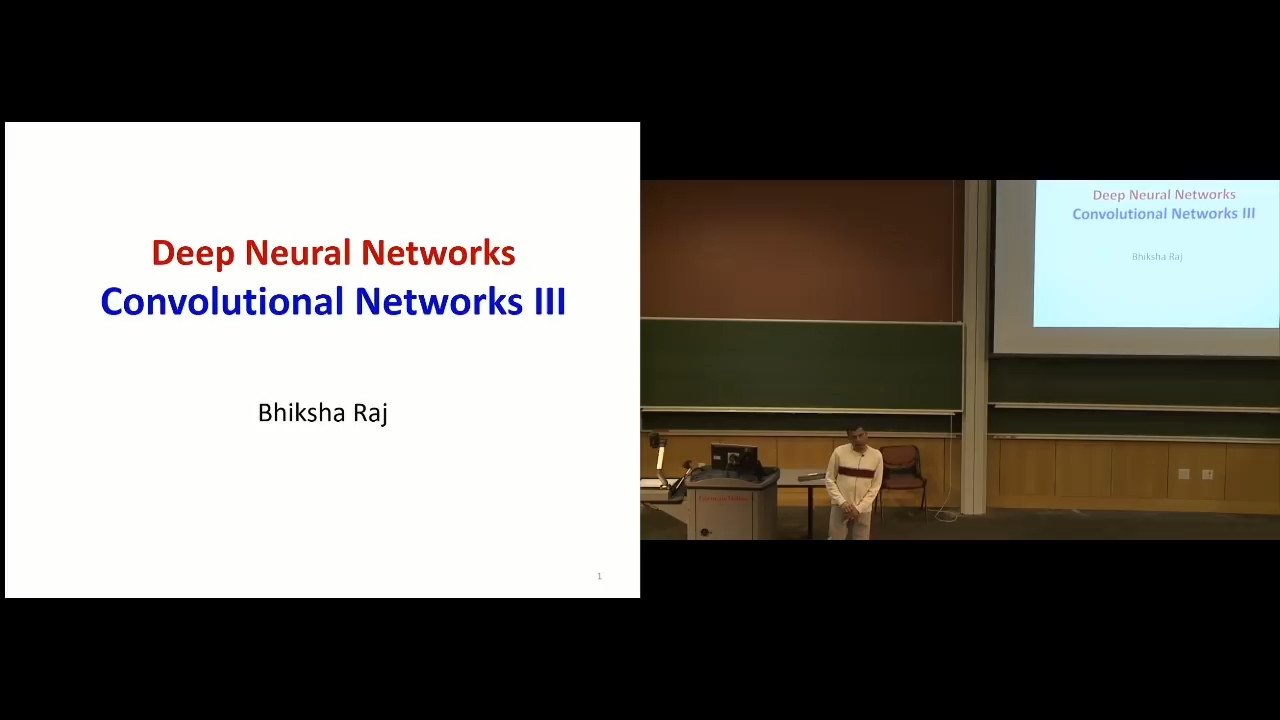 Deep Neural Networks
Convolutional Networks III
Bhiksha Raj
1
Deep Neural Networks
Convolutional Networks III
Bhiksha Raj